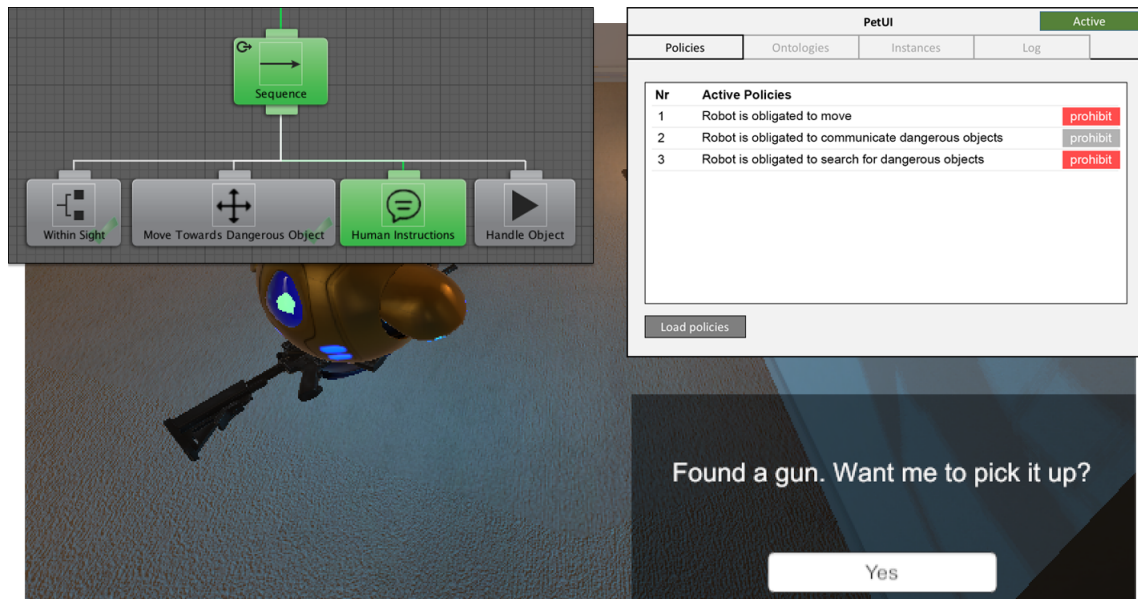 Sequence
Within Sight
Move Towards Dangerous Object
Human Instructions
Handle Object
PetUI
Active
Policies
Ontologies
Instances
Log
Nr Active Policies
1 Robot is obligated to move prohibit
2 Robot is obligated to communicate dangerous objects prohibit
3 Robot is obligated to search for dangerous objects prohibit
Load policies
Found a gun. Want me to pick it up?
Yes